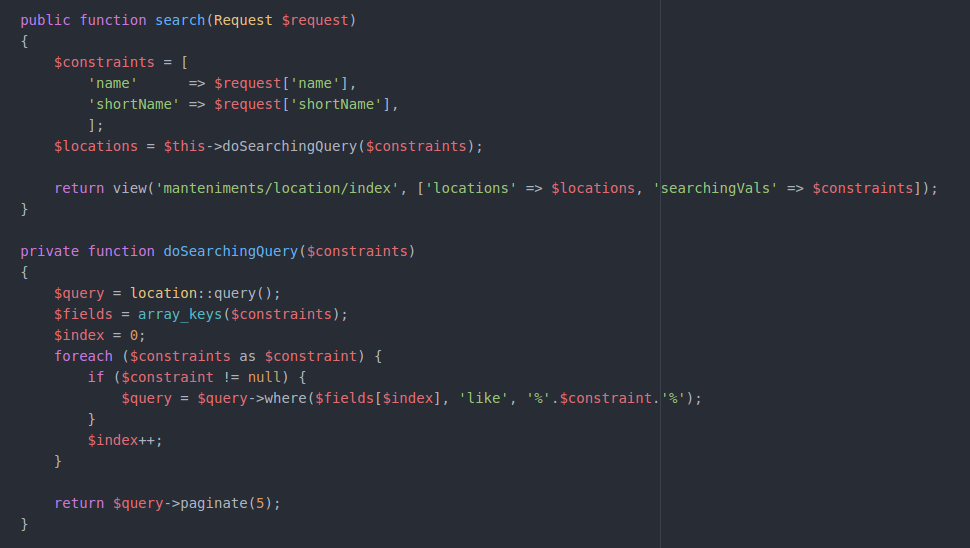 public function search(Request $request)
{
    $constraints = [
        'name'      => $request['name'],
        'shortName' => $request['shortName'],
        ];
    $locations = $this->doSearchingQuery($constraints);

    return view('manteniments/location/index', ['locations' => $locations, 'searchingVals' => $constraints]);
}

private function doSearchingQuery($constraints)
{
    $query = location::query();
    $fields = array_keys($constraints);
    $index = 0;
    foreach ($constraints as $constraint) {
        if ($constraint != null) {
            $query = $query->where($fields[$index], 'like', '%'.$constraint.'%');
        }
        $index++;
    }

    return $query->paginate(5);
}